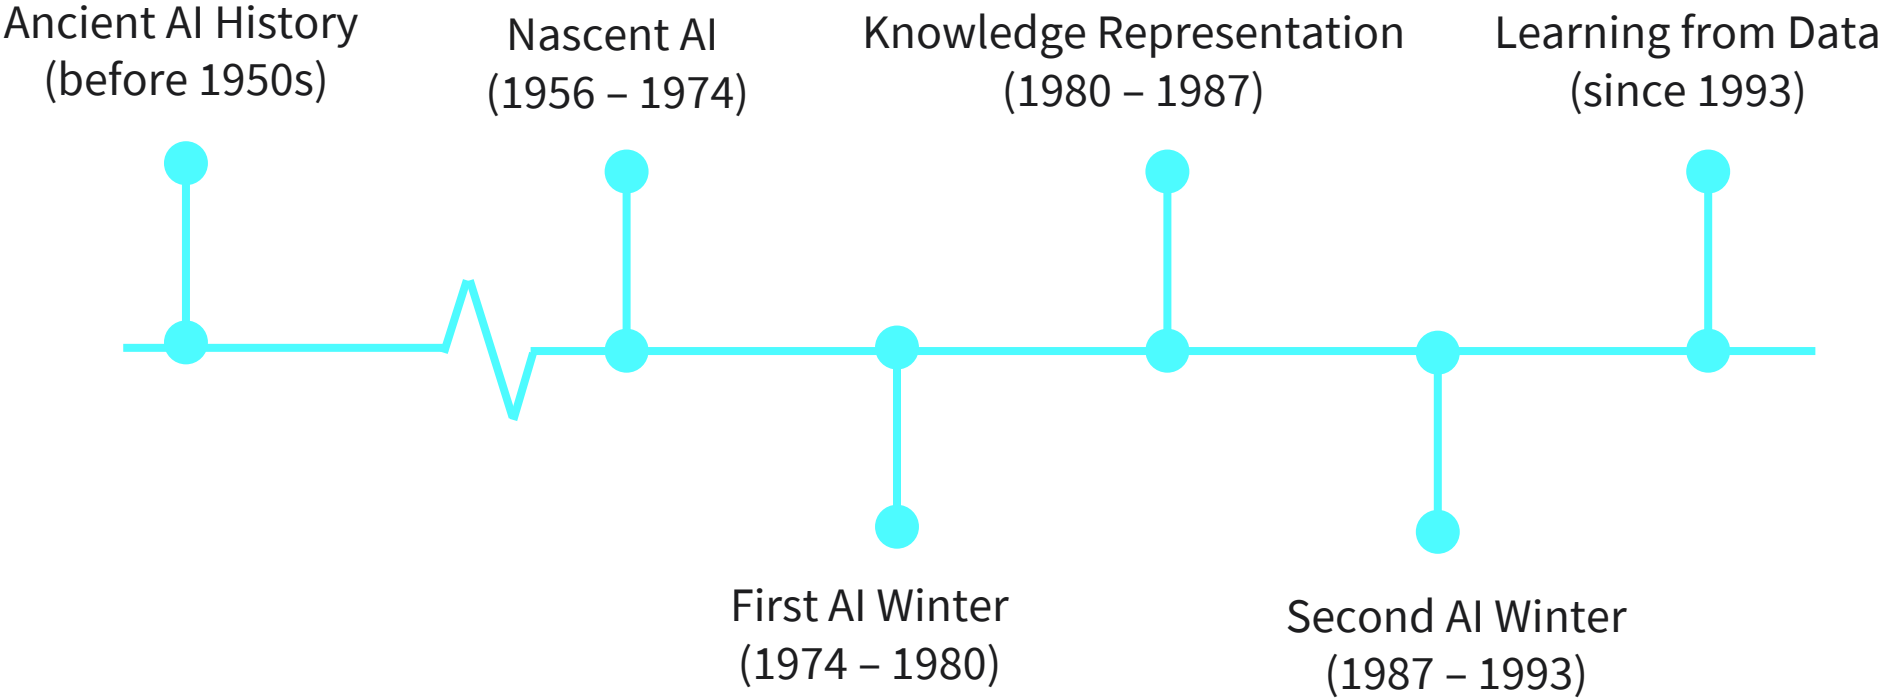 Ancient AI History
(before 1950s)
Nascent AI
(1956 – 1974)
Knowledge Representation
(1980 – 1987)
Learning from Data
(since 1993)
First AI Winter
(1974 – 1980)
Second AI Winter
(1987 – 1993)